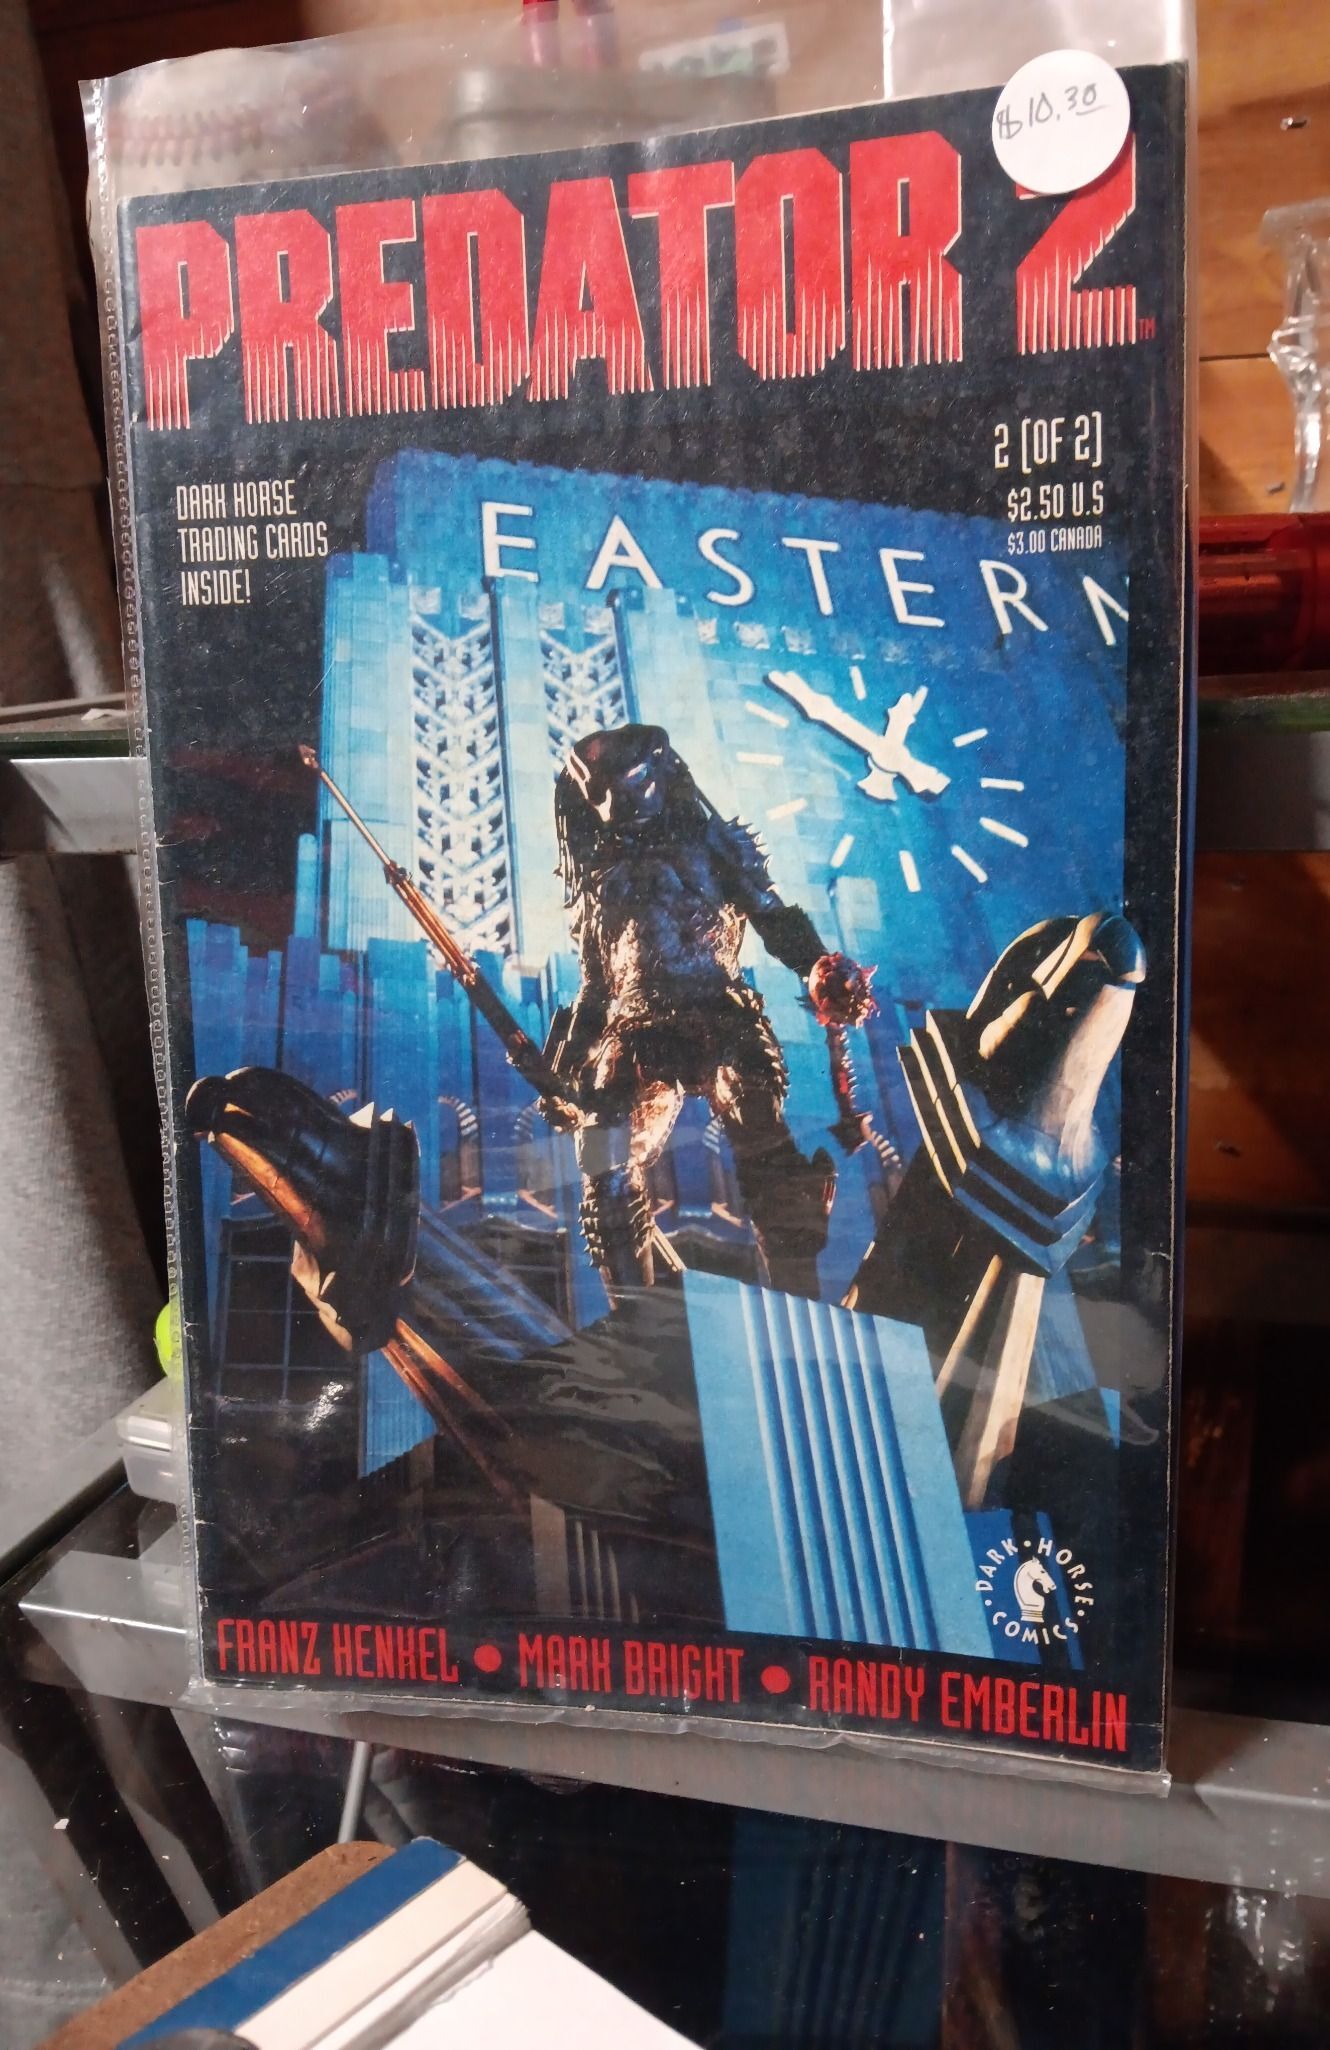 $10.30
PREDATOR 2
TM
2 [OF 2]
$2.50 U.S
$3.00 CANADA
DARK HORSE
TRADING CARDS
INSIDE!
EASTERN
DARK · HORSE · COMICS ·
FRANZ HENKEL • MARK BRIGHT • RANDY EMBERLIN